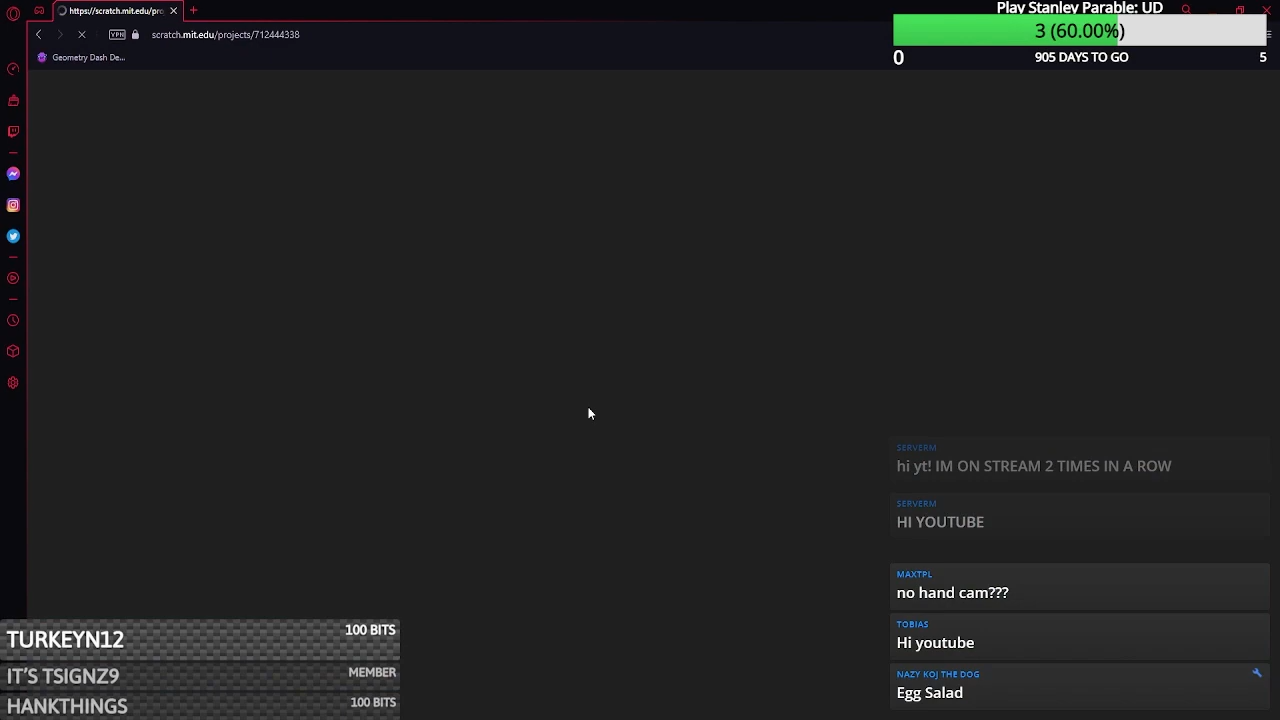 https://scratch.mit.edu/pro
scratch.mit.edu/projects/712444338
VPN
Geometry Dash De...
Play Stanley Parable: UD
3 (60.00%)
0
905 DAYS TO GO
5
SERVERM
hi yt! IM ON STREAM 2 TIMES IN A ROW
SERVERM
HI YOUTUBE
MAXTPL
no hand cam???
TOBIAS
Hi youtube
NAZY KOJ THE DOG
Egg Salad
TURKEYN12
100 BITS
IT'S TSIGNZ9
MEMBER
HANKTHINGS
100 BITS